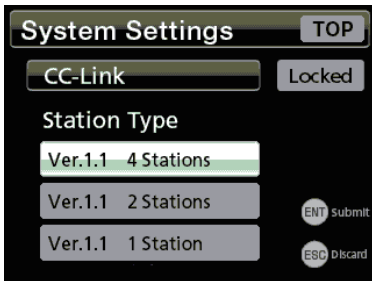 System Settings TOP
CC-Link Locked
Station Type
Ver.1.1 4 Stations
Ver.1.1 2 Stations
ENT Submit
Ver.1.1 1 Station
ESC Discard